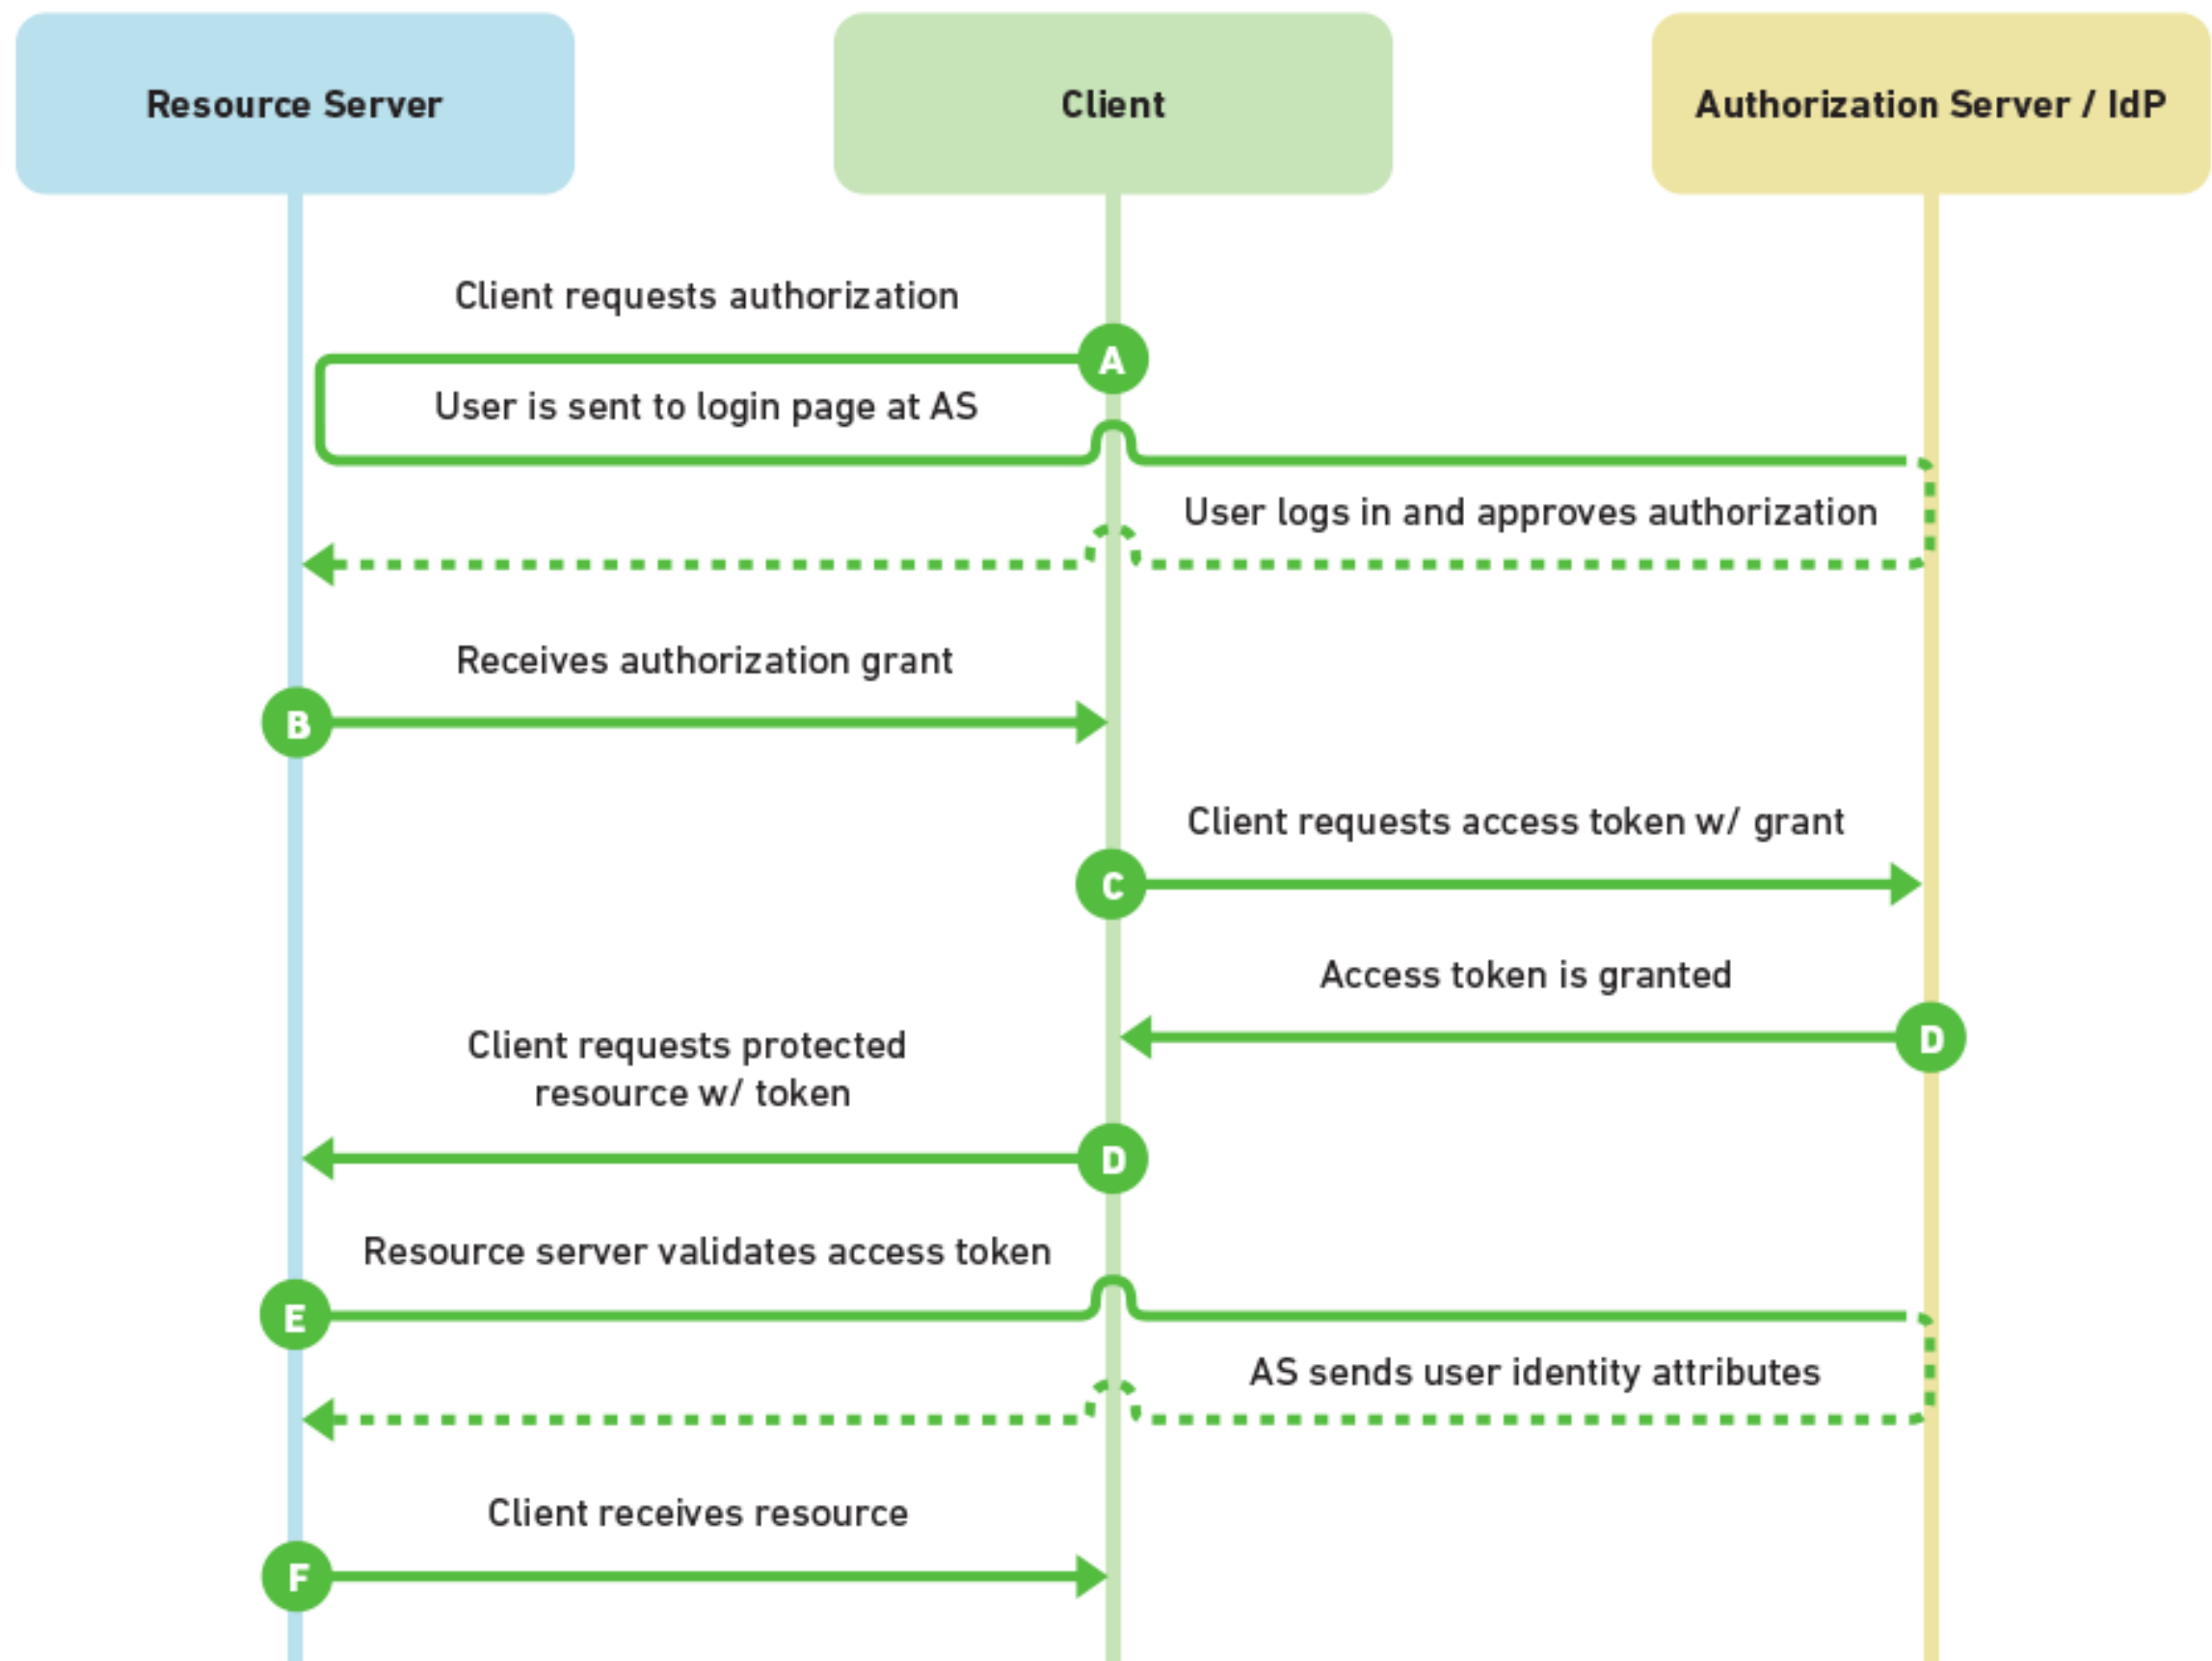 Resource Server
Client
Authorization Server / IdP
Client requests authorization
A
User is sent to login page at AS
User logs in and approves authorization
Receives authorization grant
B
Client requests access token w/ grant
C
Access token is granted
D
Client requests protected
resource w/ token
D
Resource server validates access token
E
AS sends user identity attributes
Client receives resource
F